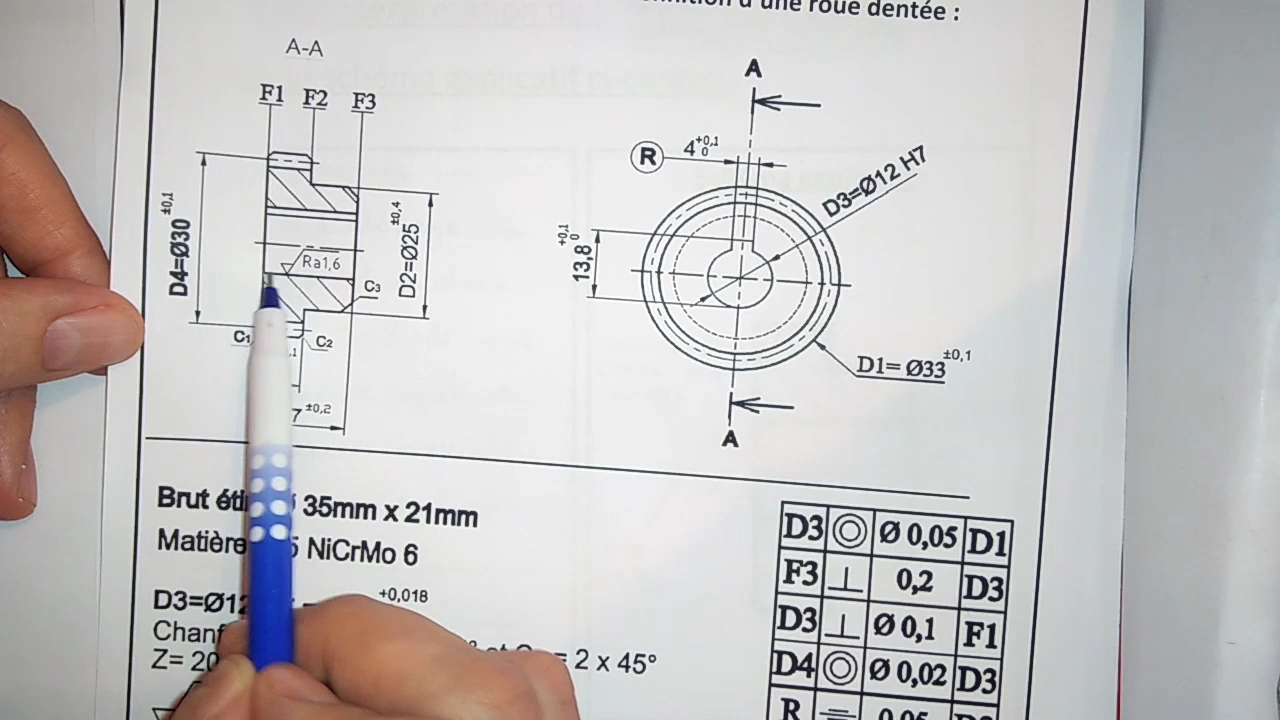 d'une roue dentée :
A-A
F1 F2 F3
D4=Ø30 ±0,1
Ra1,6
D2=Ø25 ±0,4
C3
C1
C2
7 ±0,2
A
R
4 +0,1 0
D3=Ø12 H7
13,8 +0,1 0
D1= Ø33 ±0,1
A
Brut 35mm x 21mm
Matière NiCrMo 6
D3=Ø12 +0,018
= 2 x 45°
Z= 20
D3 ◎ Ø 0,05 D1
F3 ⊥ 0,2 D3
D3 ⊥ Ø 0,1 F1
D4 ◎ Ø 0,02 D3
R ⌯ 0,05